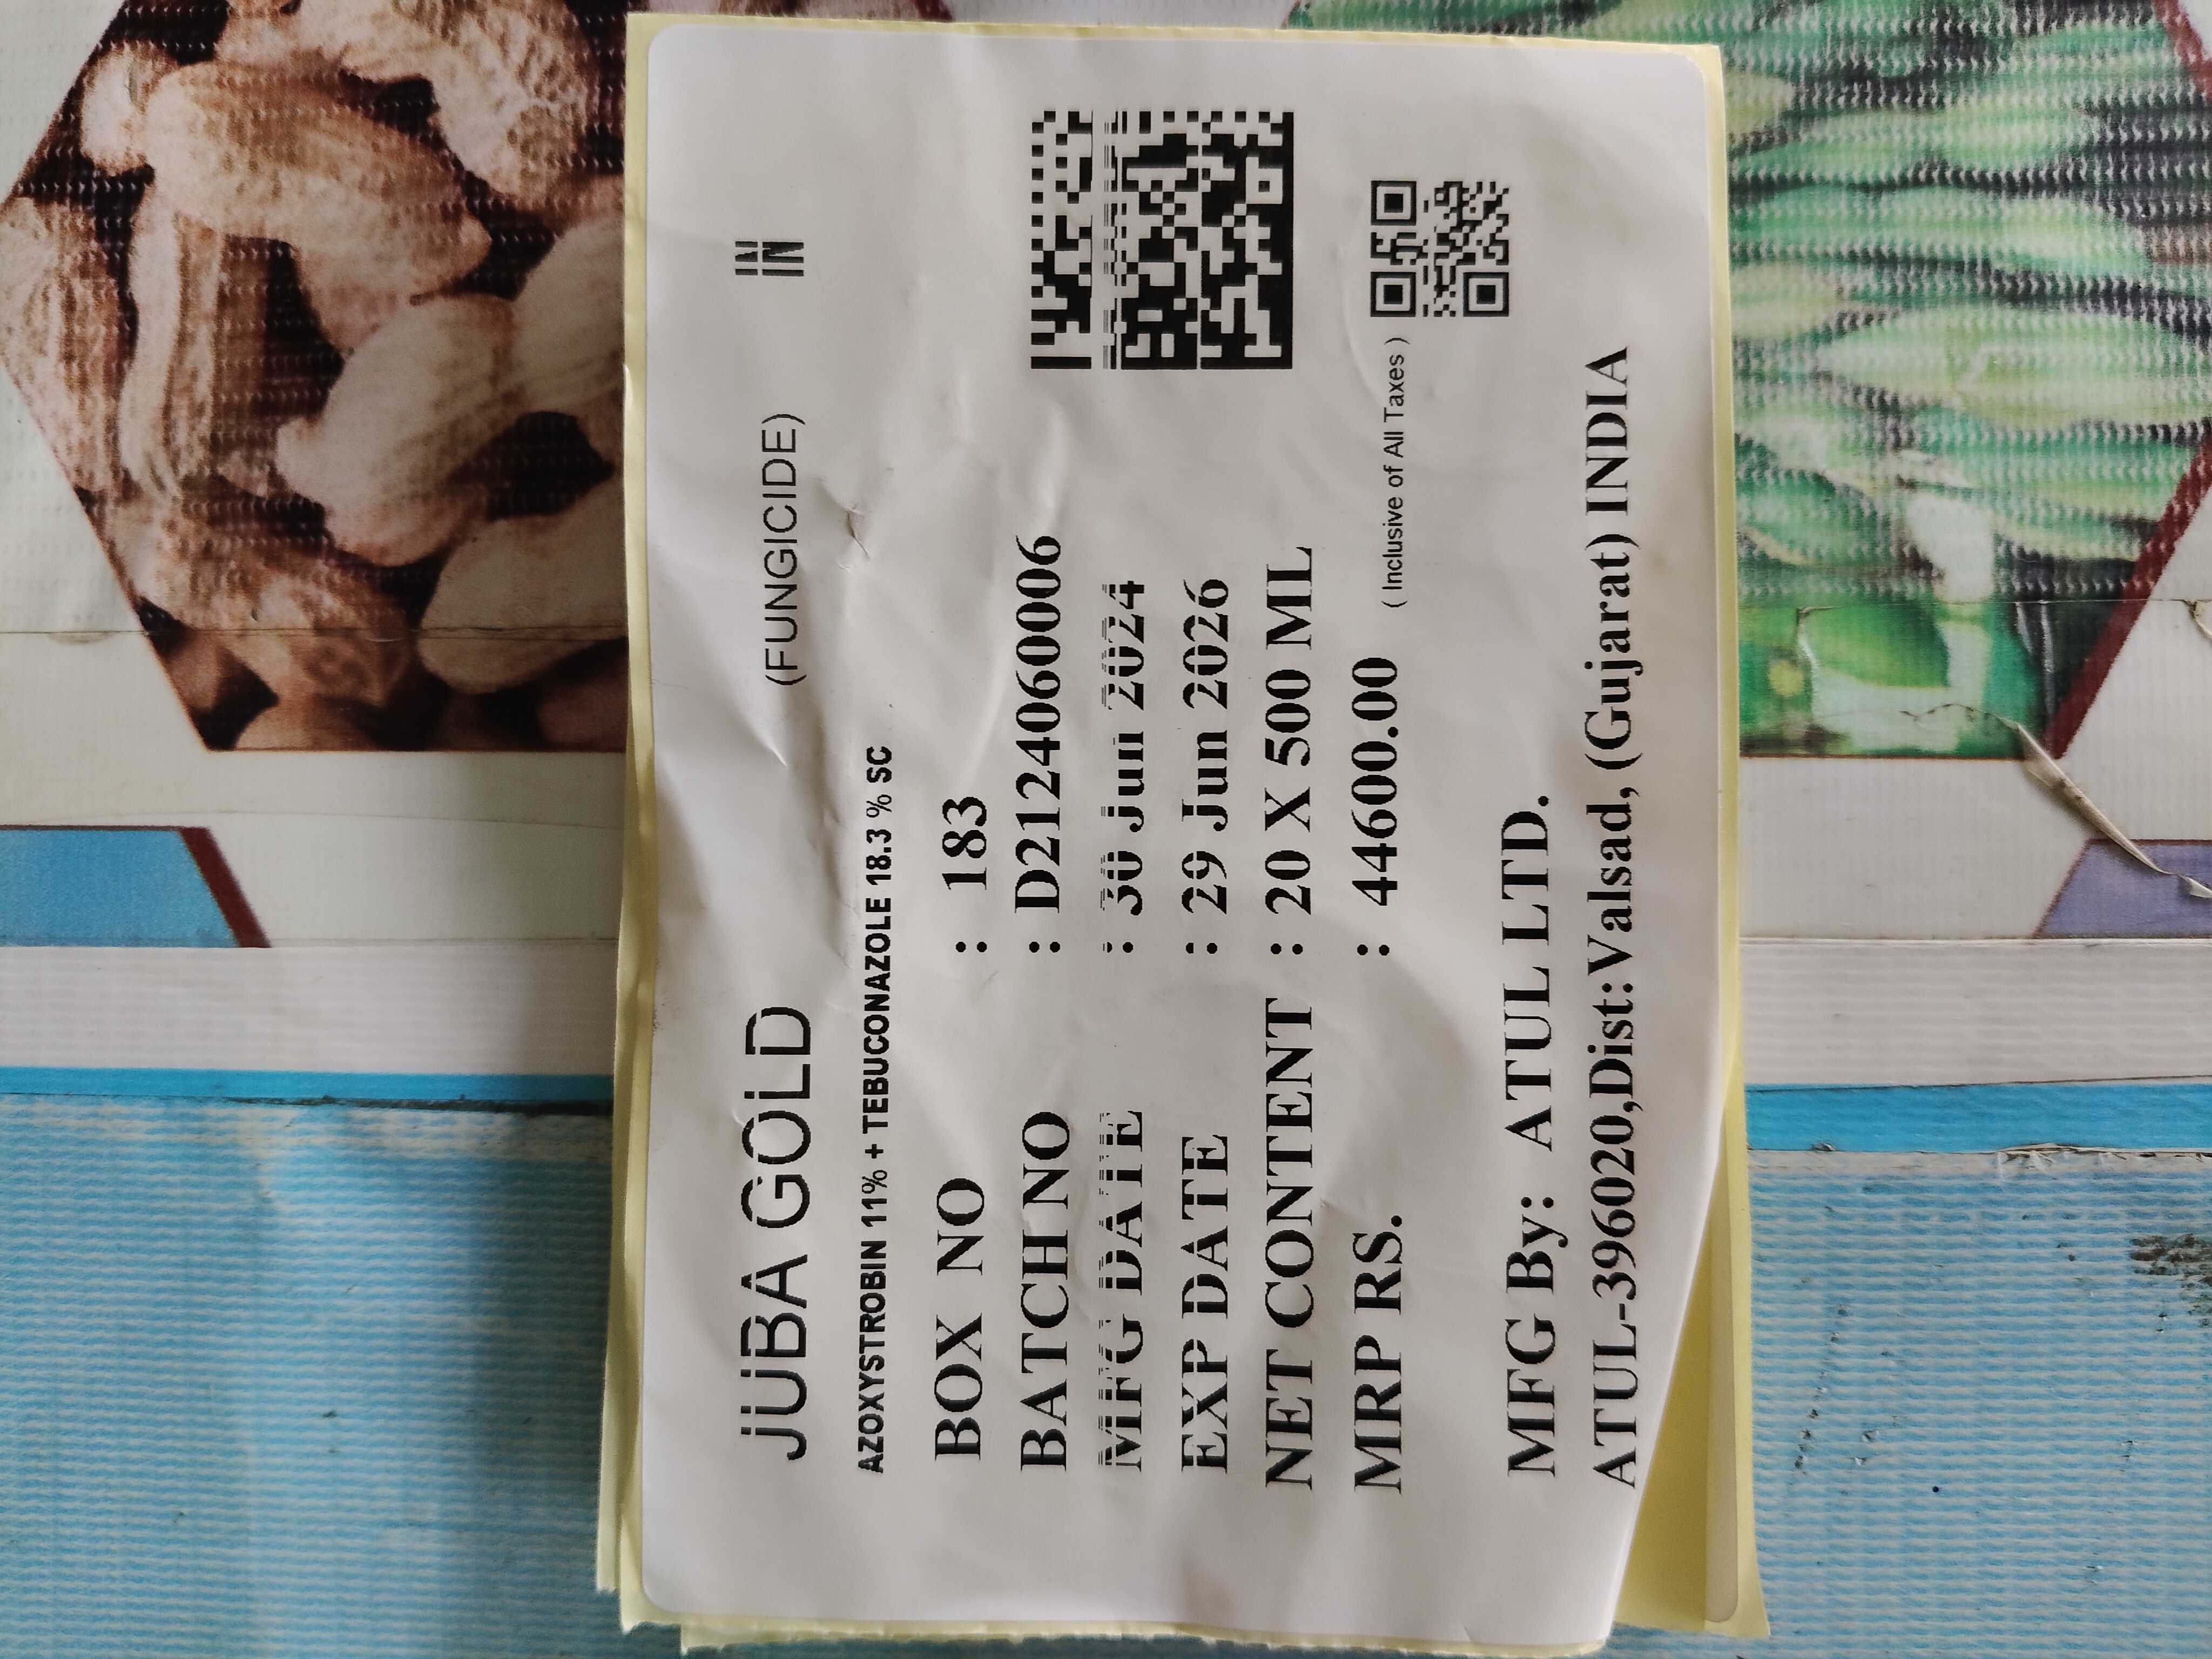 JUBA GOLD (FUNGICIDE) IN
AZOXYSTROBIN 11% + TEBUCONAZOLE 18.3 % SC
BOX NO : 183
BATCH NO : D212406006
MFG DATE : 30 Jun 2024
EXP DATE : 29 Jun 2026
NET CONTENT : 20 X 500 ML
MRP RS. : 44600.00 ( Inclusive of All Taxes )
MFG By: ATUL LTD.
ATUL-396020,Dist:Valsad, (Gujarat) INDIA